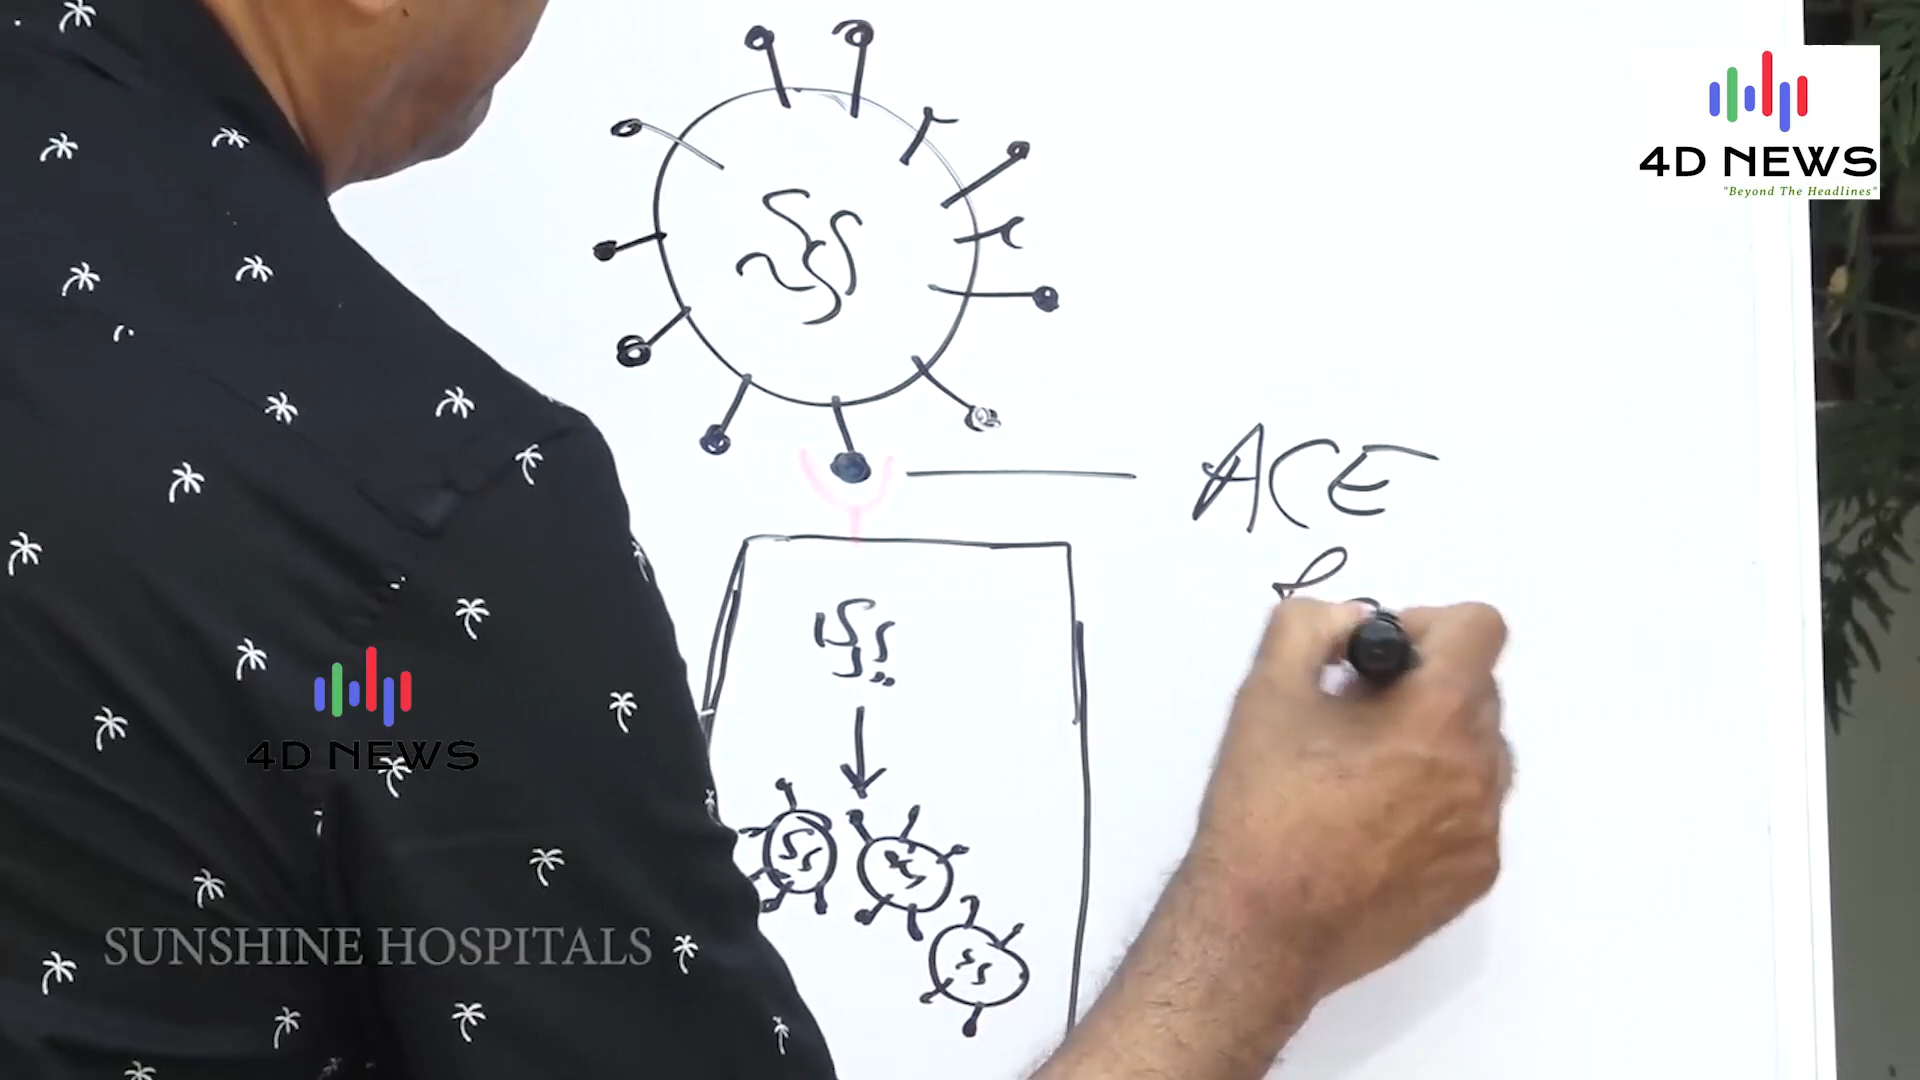 4D NEWS
"Beyond The Headlines"
ACE
4D NEWS
SUNSHINE HOSPITALS